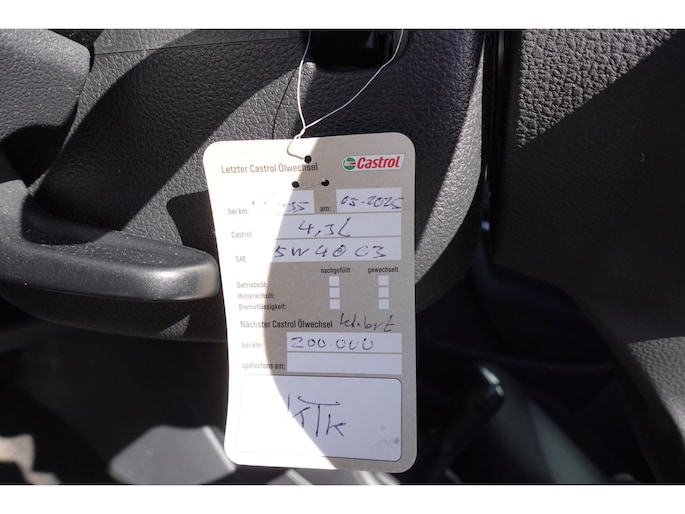 Letzter Castrol Ölwechsel Castrol
bei km: am: 05-2025
Castrol 4,3L
SAE 5W40 C3
nachgefüllt gewechselt
Getriebeöl:
Hinterachsöl:
Bremsflüssigkeit:
Nächster Castrol Ölwechsel
bei km: 200.000
spätestens am:
KTK